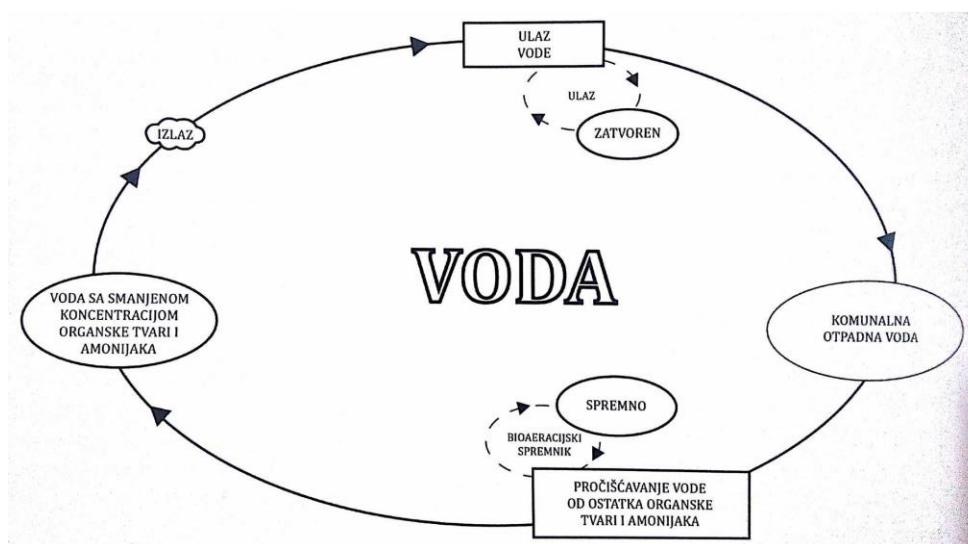 ULAZ
VODE
ULAZ
ZATVOREN
IZLAZ
VODA
VODA SA SMANJENOM
KONCENTRACIJOM
ORGANSKE TVARI I
AMONIJAKA
KOMUNALNA
OTPADNA VODA
SPREMNO
BIOAERACIJSKI
SPREMNIK
PROČIŠĆAVANJE VODE
OD OSTATKA ORGANSKE
TVARI I AMONIJAKA